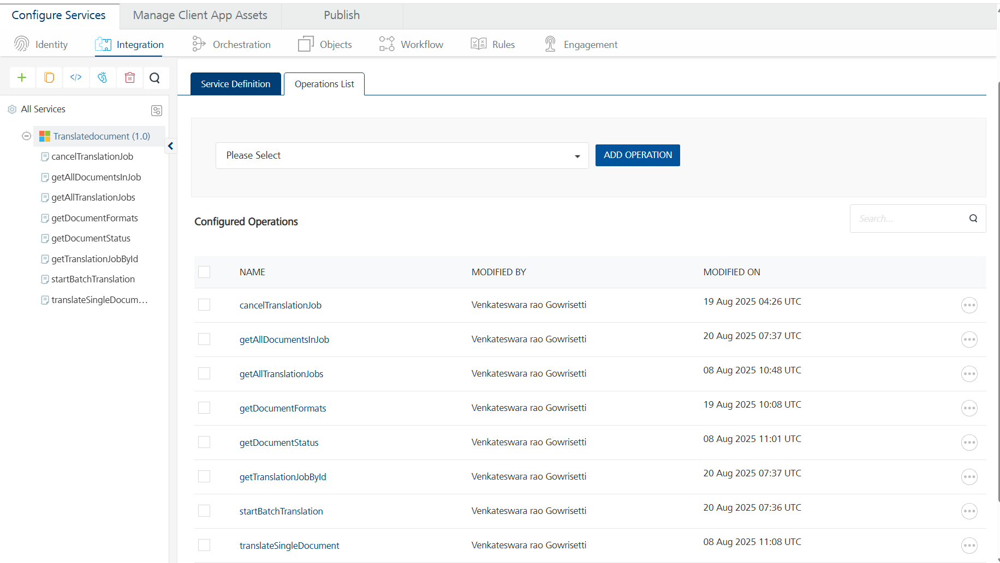 Configure Services
Manage Client App Assets
Publish
Identity
Integration
Orchestration
Objects
Workflow
Rules
Engagement
</>
Service Definition
Operations List
All Services
Translatedocument (1.0)
cancelTranslationJob
getAllDocumentsInJob
getAllTranslationJobs
getDocumentFormats
getDocumentStatus
getTranslationJobById
startBatchTranslation
translateSingleDocum...
Please Select
ADD OPERATION
Configured Operations
Search...
NAME MODIFIED BY MODIFIED ON
cancelTranslationJob Venkateswara rao Gowrisetti 19 Aug 2025 04:26 UTC
getAllDocumentsInJob Venkateswara rao Gowrisetti 20 Aug 2025 07:37 UTC
getAllTranslationJobs Venkateswara rao Gowrisetti 08 Aug 2025 10:48 UTC
getDocumentFormats Venkateswara rao Gowrisetti 19 Aug 2025 10:08 UTC
getDocumentStatus Venkateswara rao Gowrisetti 08 Aug 2025 11:01 UTC
getTranslationJobById Venkateswara rao Gowrisetti 20 Aug 2025 07:37 UTC
startBatchTranslation Venkateswara rao Gowrisetti 20 Aug 2025 07:36 UTC
translateSingleDocument Venkateswara rao Gowrisetti 08 Aug 2025 11:08 UTC